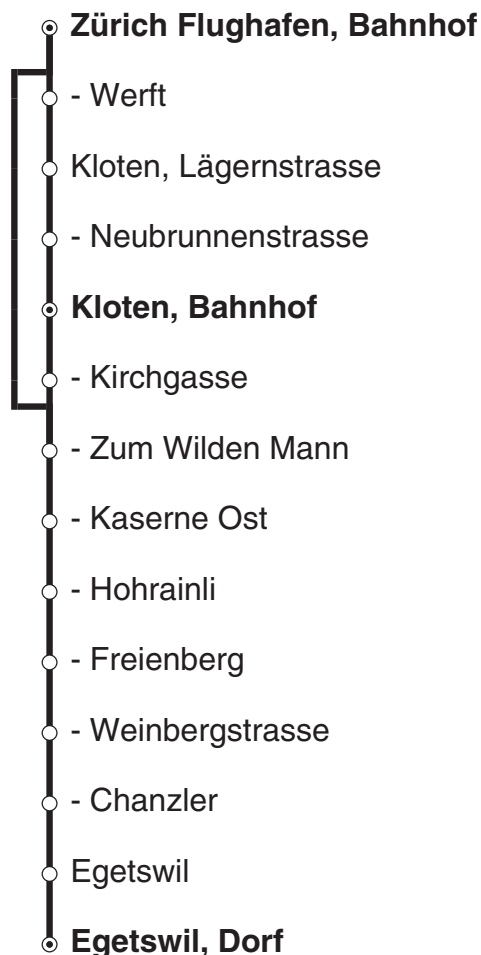 Zürich Flughafen, Bahnhof
- Werft
Kloten, Lägernstrasse
- Neubrunnenstrasse
Kloten, Bahnhof
- Kirchgasse
- Zum Wilden Mann
- Kaserne Ost
- Hohrainli
- Freienberg
- Weinbergstrasse
- Chanzler
Egetswil
Egetswil, Dorf